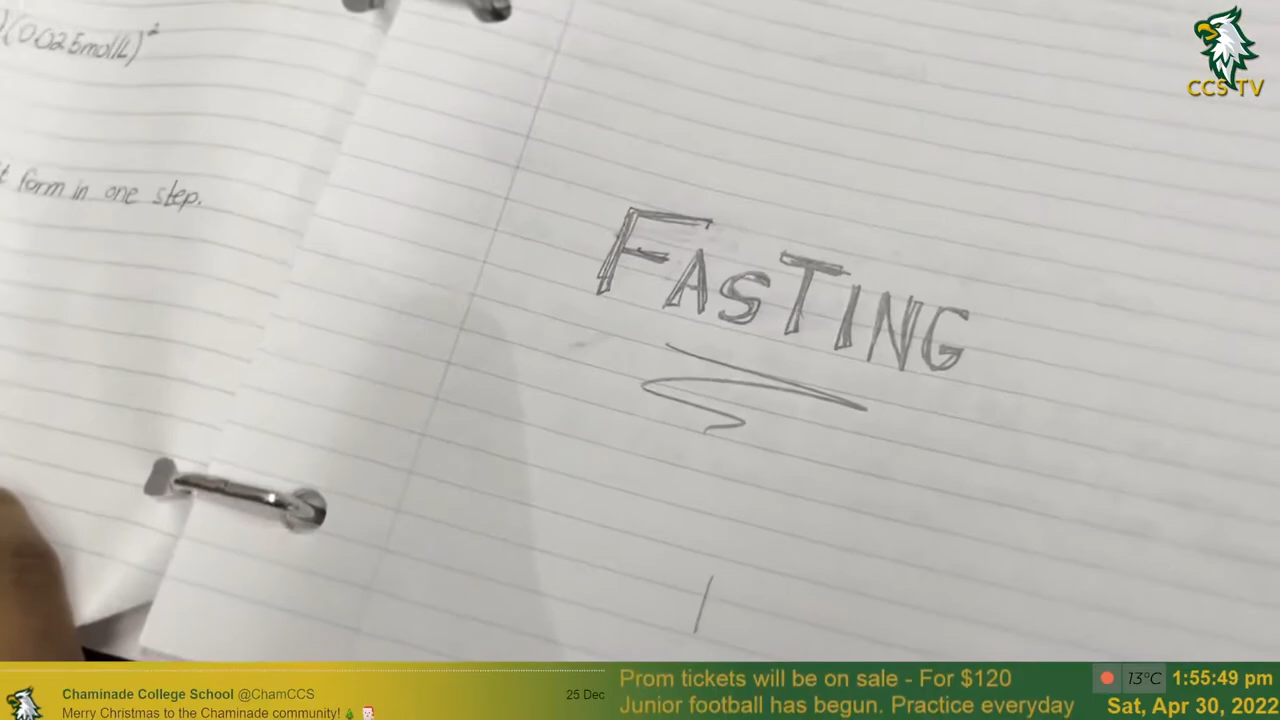 (0.025mol/L)²
form in one step.
FASTING
CCS TV
Chaminade College School @ChamCCS
25 Dec
Merry Christmas to the Chaminade community!🎄🎅
Prom tickets will be on sale - For $120
Junior football has begun. Practice everyday
13°C
1:55:49 pm
Sat, Apr 30, 2022